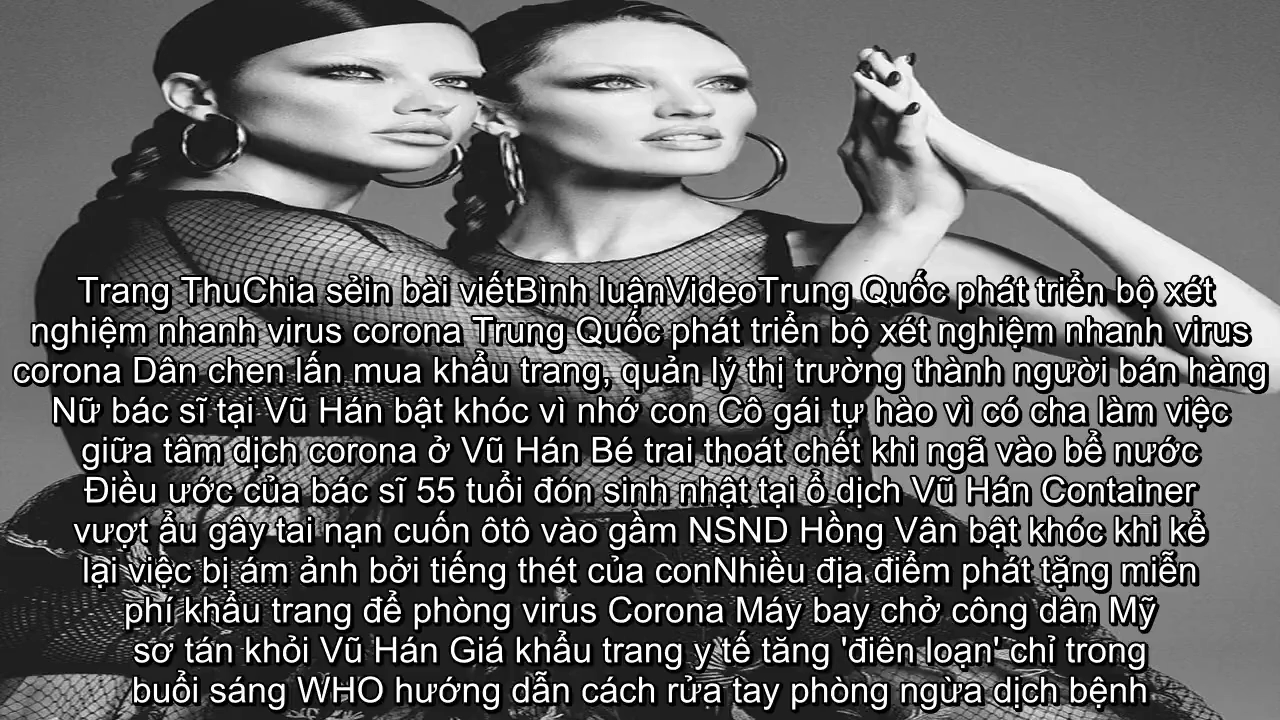 Trang ThuChia sẻin bài viếtBình luậnVideoTrung Quốc phát triển bộ xét
nghiệm nhanh virus corona Trung Quốc phát triển bộ xét nghiệm nhanh virus
corona Dân chen lấn mua khẩu trang, quản lý thị trường thành người bán hàng
Nữ bác sĩ tại Vũ Hán bật khóc vì nhớ con Cô gái tự hào vì có cha làm việc
giữa tâm dịch corona ở Vũ Hán Bé trai thoát chết khi ngã vào bể nước
Điều ước của bác sĩ 55 tuổi đón sinh nhật tại ổ dịch Vũ Hán Container
vượt ẩu gây tai nạn cuốn ôtô vào gầm NSND Hồng Vân bật khóc khi kể
lại việc bị ám ảnh bởi tiếng thét của conNhiều địa điểm phát tặng miễn
phí khẩu trang để phòng virus Corona Máy bay chở công dân Mỹ
sơ tán khỏi Vũ Hán Giá khẩu trang y tế tăng 'điên loạn' chỉ trong
buổi sáng WHO hướng dẫn cách rửa tay phòng ngừa dịch bệnh